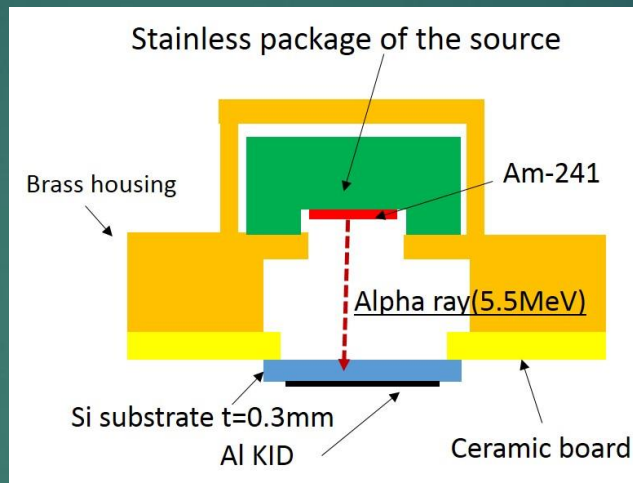 Stainless package of the source
Am-241
Brass housing
Alpha ray(5.5MeV)
Si substrate t=0.3mm
Al KID
Ceramic board